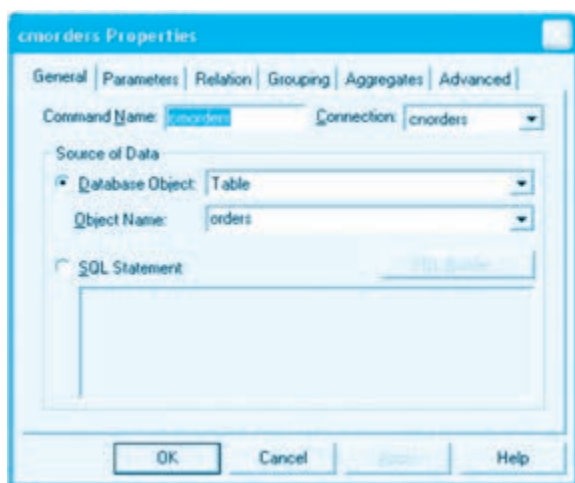 cmorders Properties
General Parameters Relation Grouping Aggregates Advanced
Command Name: cmorders Connection: cnorders
Source of Data
Database Object: Table
Object Name: orders
SQL Statement
OK Cancel Help